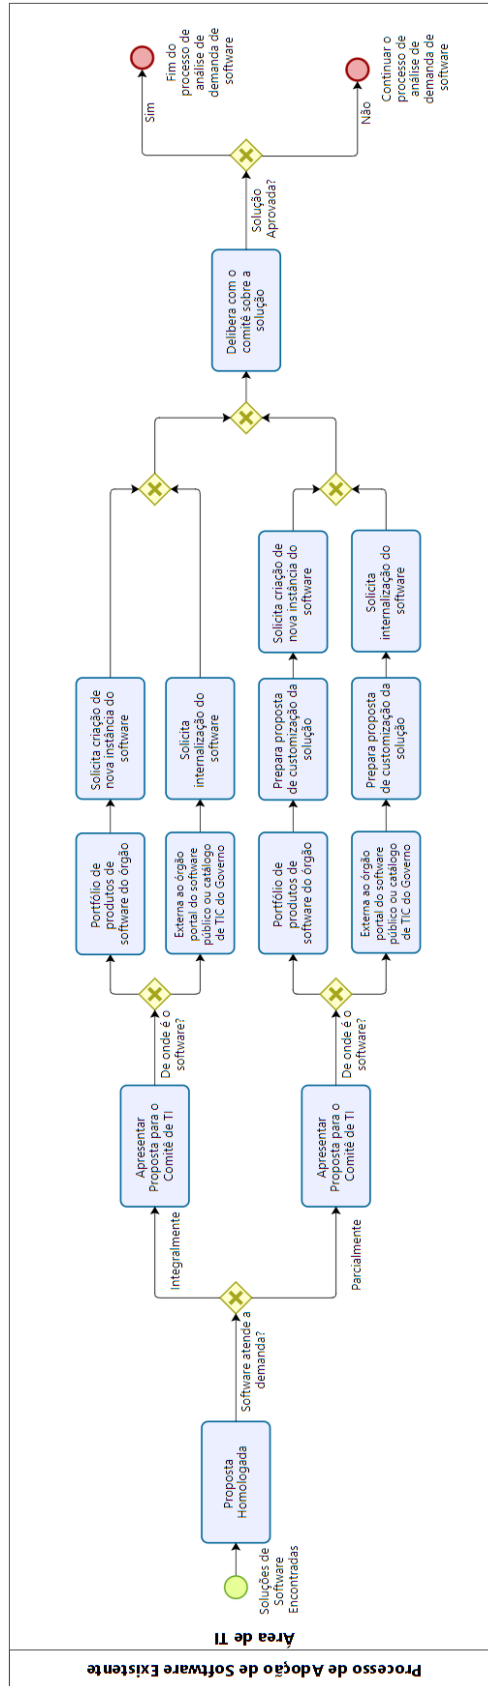 Processo de Adoção de Software Existente
Área de TI
Soluções de
Software
Encontradas
Proposta
Homologada
Software atende a
demanda?
Integralmente
Apresentar
Proposta para o
Comitê de TI
De onde é o
software?
Portfólio de
produtos de
software do órgão
Solicita criação de
nova instância do
software
Externa ao órgão
portal do software
público ou catálogo
de TIC do Governo
Solicita
internalização do
software
Parcialmente
Apresentar
Proposta para o
Comitê de TI
De onde é o
software?
Portfólio de
produtos de
software do órgão
Prepara proposta
de customização da
solução
Solicita criação de
nova instância do
software
Externa ao órgão
portal do software
público ou catálogo
de TIC do Governo
Prepara proposta
de customização da
solução
Solicita
internalização do
software
Delibera com o
comitê sobre a
solução
Solução
Aprovada?
Sim
Fim do
processo de
análise de
demanda de
software
Não
Continuar o
processo de
análise de
demanda de
software